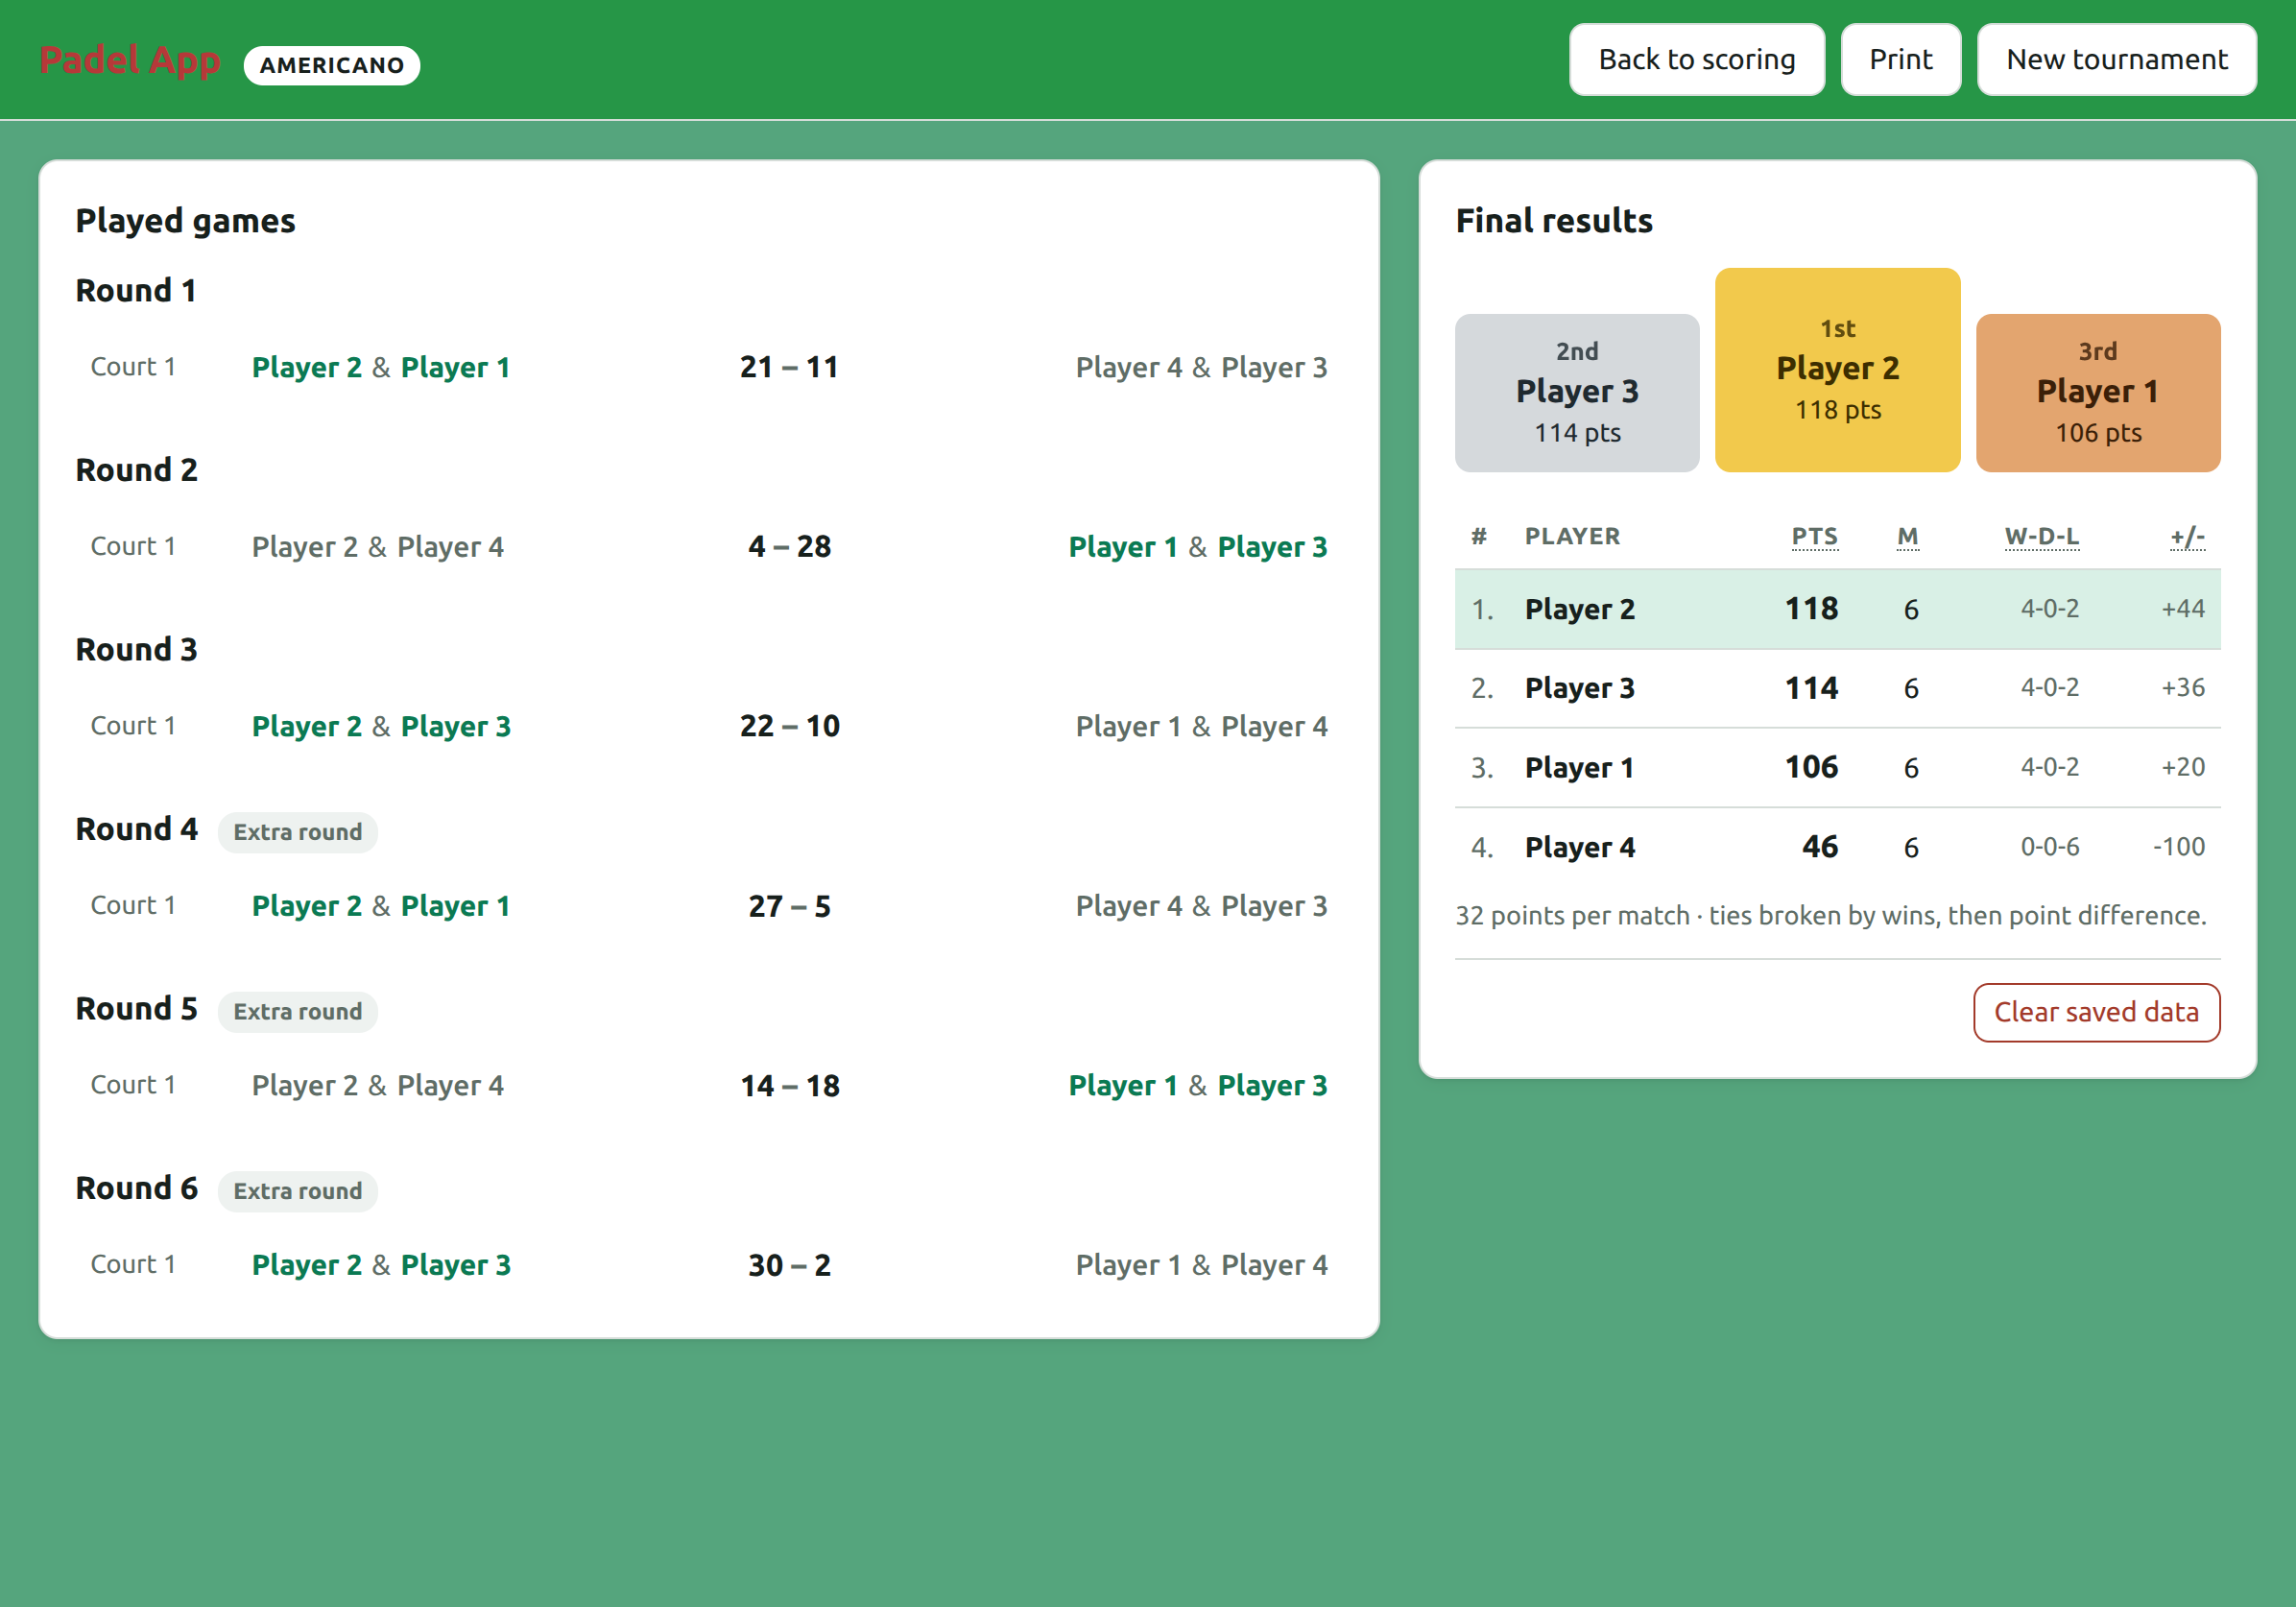 Padel App AMERICANO Back to scoring Print New tournament
Played games
Round 1
Court 1 Player 2 & Player 1 21 – 11 Player 4 & Player 3
Round 2
Court 1 Player 2 & Player 4 4 – 28 Player 1 & Player 3
Round 3
Court 1 Player 2 & Player 3 22 – 10 Player 1 & Player 4
Round 4 Extra round
Court 1 Player 2 & Player 1 27 – 5 Player 4 & Player 3
Round 5 Extra round
Court 1 Player 2 & Player 4 14 – 18 Player 1 & Player 3
Round 6 Extra round
Court 1 Player 2 & Player 3 30 – 2 Player 1 & Player 4
Final results
2nd
Player 3
114 pts
1st
Player 2
118 pts
3rd
Player 1
106 pts
# PLAYER PTS M W-D-L +/-
1. Player 2 118 6 4-0-2 +44
2. Player 3 114 6 4-0-2 +36
3. Player 1 106 6 4-0-2 +20
4. Player 4 46 6 0-0-6 -100
32 points per match · ties broken by wins, then point difference.
Clear saved data